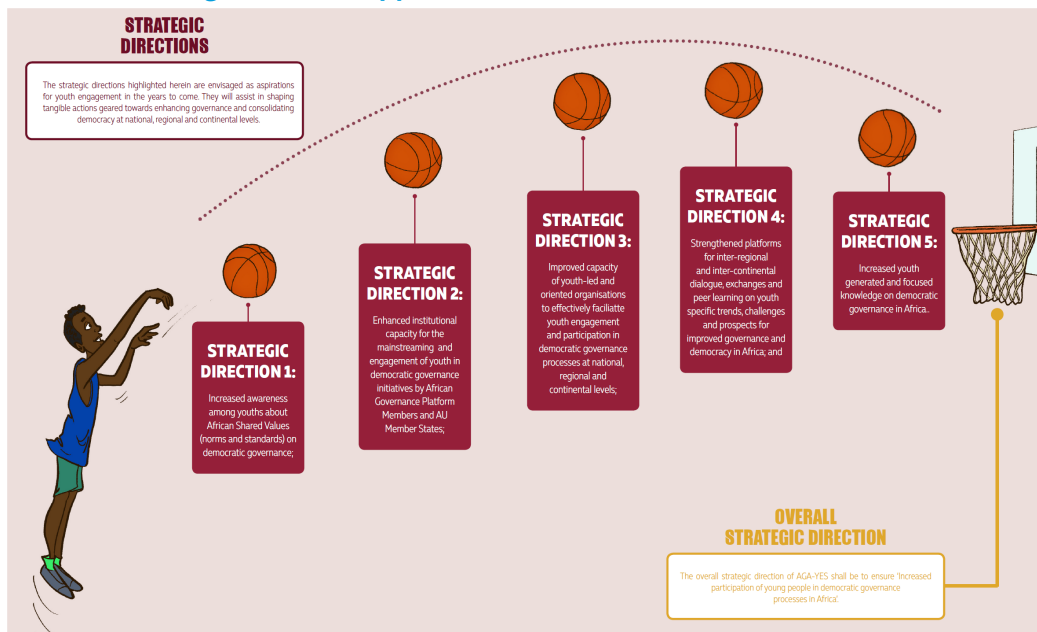 STRATEGIC
DIRECTIONS
The strategic directions highlighted herein are envisaged as aspirations
for youth engagement in the years to come. They will assist in shaping
tangible actions geared towards enhancing governance and consolidating
democracy at national, regional and continental levels.
STRATEGIC
DIRECTION 1:
Increased awareness
among youths about
African Shared Values
(norms and standards) on
democratic governance;
STRATEGIC
DIRECTION 2:
Enhanced institutional
capacity for the
mainstreaming and
engagement of youth in
democratic governance
initiatives by African
Governance Platform
Members and AU
Member States;
STRATEGIC
DIRECTION 3:
Improved capacity
of youth-led and
oriented organisations
to effectively faciliatte
youth engagement
and participation in
democratic governance
processes at national,
regional and
continental levels;
STRATEGIC
DIRECTION 4:
Strengthened platforms
for inter-regional
and inter-continental
dialogue, exchanges and
peer learning on youth
specific trends, challenges
and prospects for
improved governance and
democracy in Africa; and
STRATEGIC
DIRECTION 5:
Increased youth
generated and focused
knowledge on democratic
governance in Africa..
OVERALL
STRATEGIC DIRECTION
The overall strategic direction of AGA-YES shall be to ensure 'Increased
participation of young people in democratic governance
processes in Africa'.